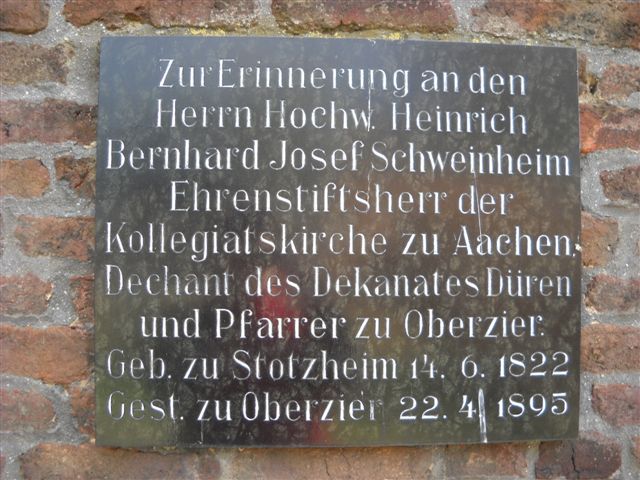 Zur Erinnerung an den
Herrn Hochw. Heinrich
Bernhard Josef Schweinheim
Ehrenstiftsherr der
Kollegiatskirche zu Aachen,
Dechant des Dekanates Düren
und Pfarrer zu Oberzier.
Geb. zu Stotzheim 14. 6. 1822
Gest. zu Oberzier 22. 4. 1895